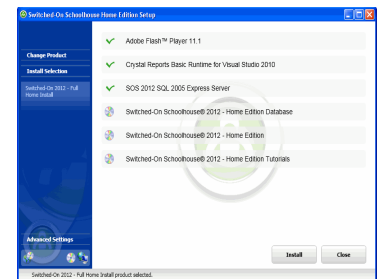 Switched-On Schoolhouse Home Edition Setup
Adobe Flash™ Player 11.1
Change Product
Crystal Reports Basic Runtime for Visual Studio 2010
Install Selection
Switched-On 2012 - Full
Home Install
SOS 2012 SQL 2005 Express Server
Switched-On Schoolhouse® 2012 - Home Edition Database
Switched-On Schoolhouse® 2012 - Home Edition
Switched-On Schoolhouse® 2012 - Home Edition Tutorials
Advanced Settings
Install
Close
Switched-On 2012 - Full Home Install product selected.